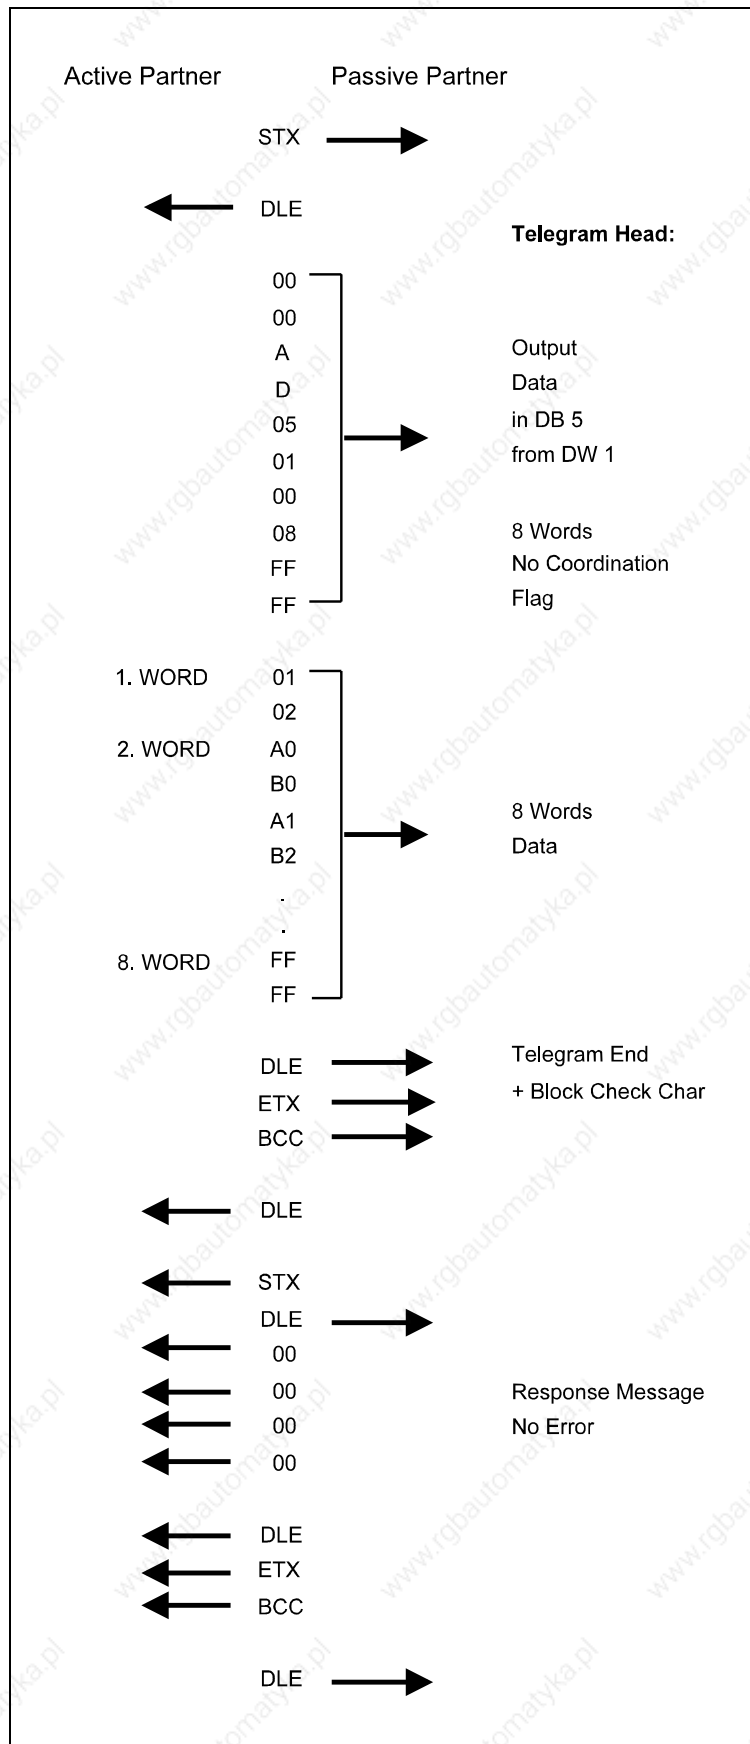 Active Partner Passive Partner
STX
DLE
Telegram Head:
00
00
A Output
D Data
05 in DB 5
01 from DW 1
00
08 8 Words
FF No Coordination
FF Flag
1. WORD 01
02
2. WORD A0
B0
A1 8 Words
B2 Data
.
.
8. WORD FF
FF
DLE Telegram End
ETX + Block Check Char
BCC
DLE
STX
DLE
00
00 Response Message
00 No Error
00
DLE
ETX
BCC
DLE
www.rgbautomatyka.pl